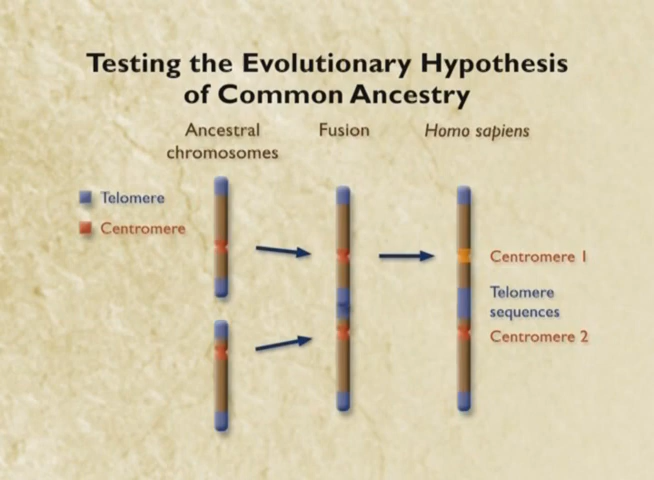 Testing the Evolutionary Hypothesis
of Common Ancestry
Ancestral
chromosomes
Fusion
Homo sapiens
Telomere
Centromere
Centromere 1
Telomere
sequences
Centromere 2